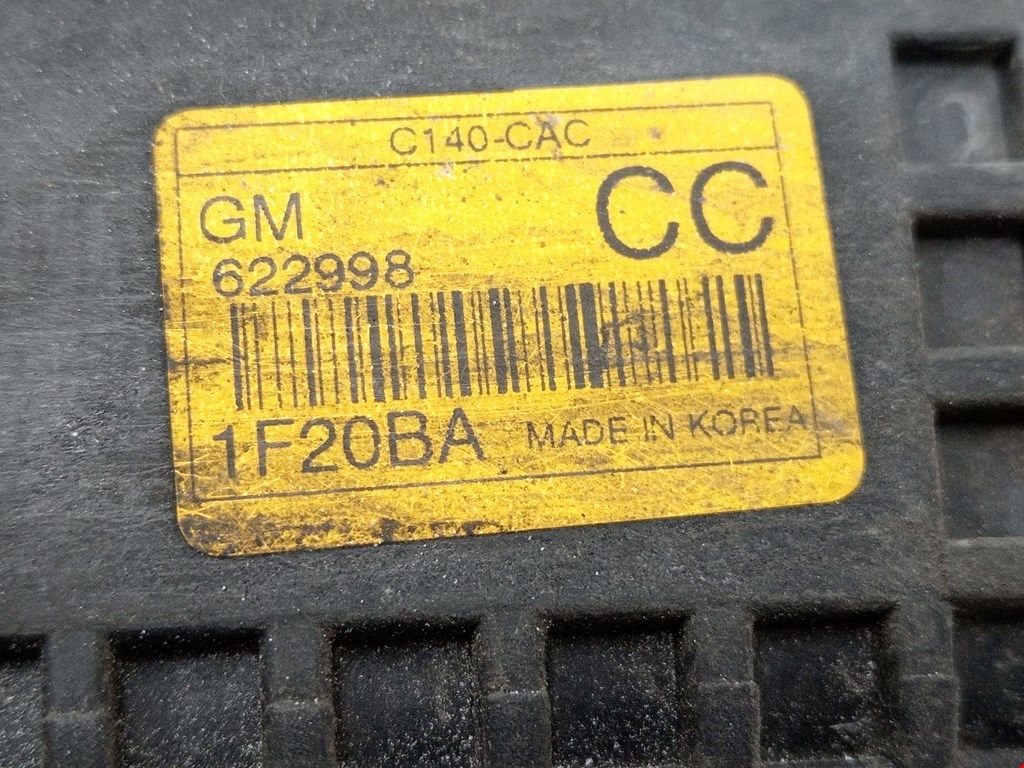 C140-CAC
GM CC
622998
1F20BA MADE IN KOREA